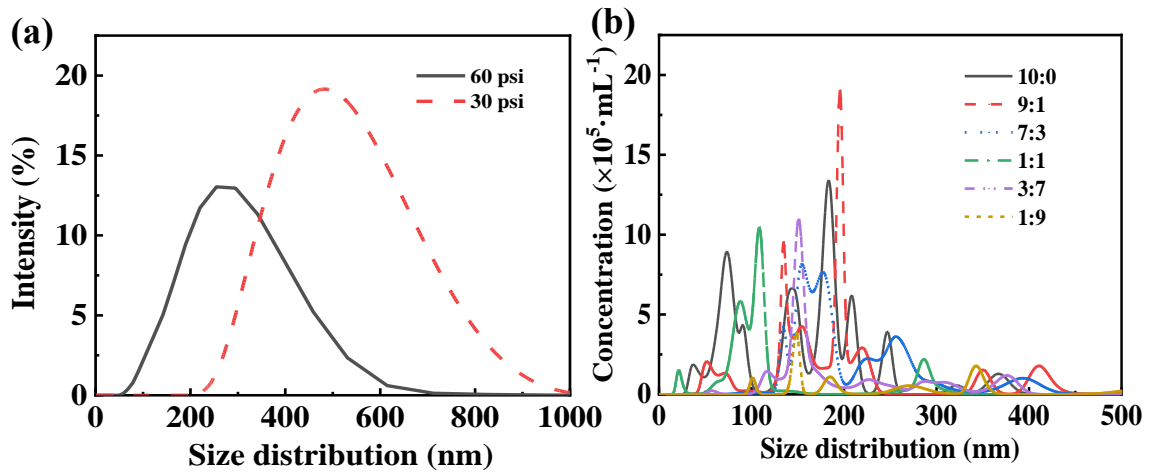 (a)
Intensity (%)
20
15
10
5
0
0 200 400 600 800 1000
Size distribution (nm)
60 psi
30 psi
(b)
Concentration (×10⁵·mL⁻¹)
20
15
10
5
0
0 100 200 300 400 500
Size distribution (nm)
10:0
9:1
7:3
1:1
3:7
1:9